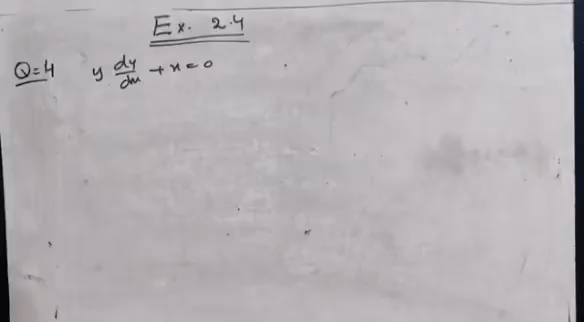 Ex. 2.4
Q=4 y dy/dx + x = 0